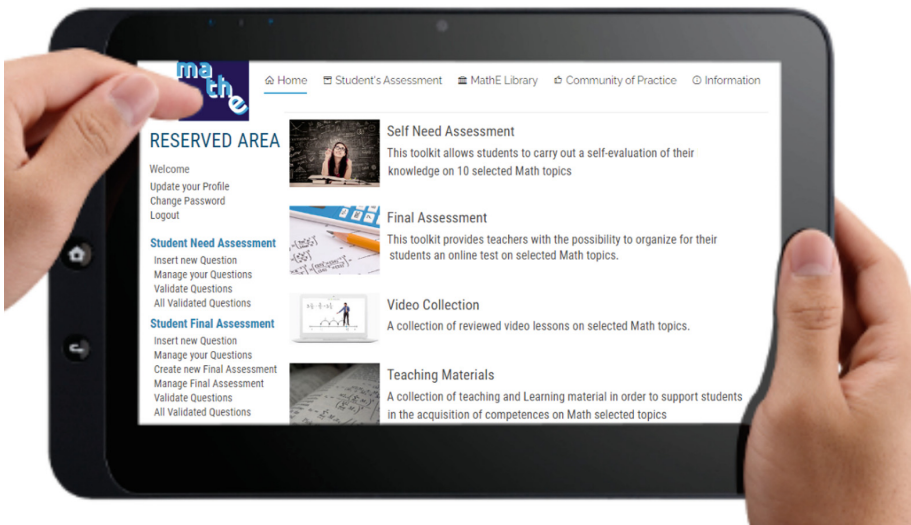 ma
the
Home
Student's Assessment
MathE Library
Community of Practice
Information
RESERVED AREA
Welcome
Update your Profile
Change Password
Logout
Student Need Assessment
Insert new Question
Manage your Questions
Validate Questions
All Validated Questions
Student Final Assessment
Insert new Question
Manage your Questions
Create new Final Assessment
Manage Final Assessment
Validate Questions
All Validated Questions
Self Need Assessment
This toolkit allows students to carry out a self-evaluation of their
knowledge on 10 selected Math topics
Final Assessment
This toolkit provides teachers with the possibility to organize for their
students an online test on selected Math topics.
Video Collection
A collection of reviewed video lessons on selected Math topics.
Teaching Materials
A collection of teaching and Learning material in order to support students
in the acquisition of competences on Math selected topics